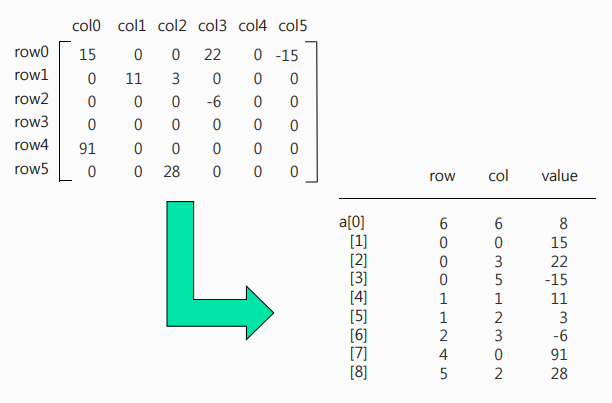 col0 col1 col2 col3 col4 col5
row0 15 0 0 22 0 -15
row1 0 11 3 0 0 0
row2 0 0 0 -6 0 0
row3 0 0 0 0 0 0
row4 91 0 0 0 0 0
row5 0 0 28 0 0 0
row col value
a[0] 6 6 8
[1] 0 0 15
[2] 0 3 22
[3] 0 5 -15
[4] 1 1 11
[5] 1 2 3
[6] 2 3 -6
[7] 4 0 91
[8] 5 2 28